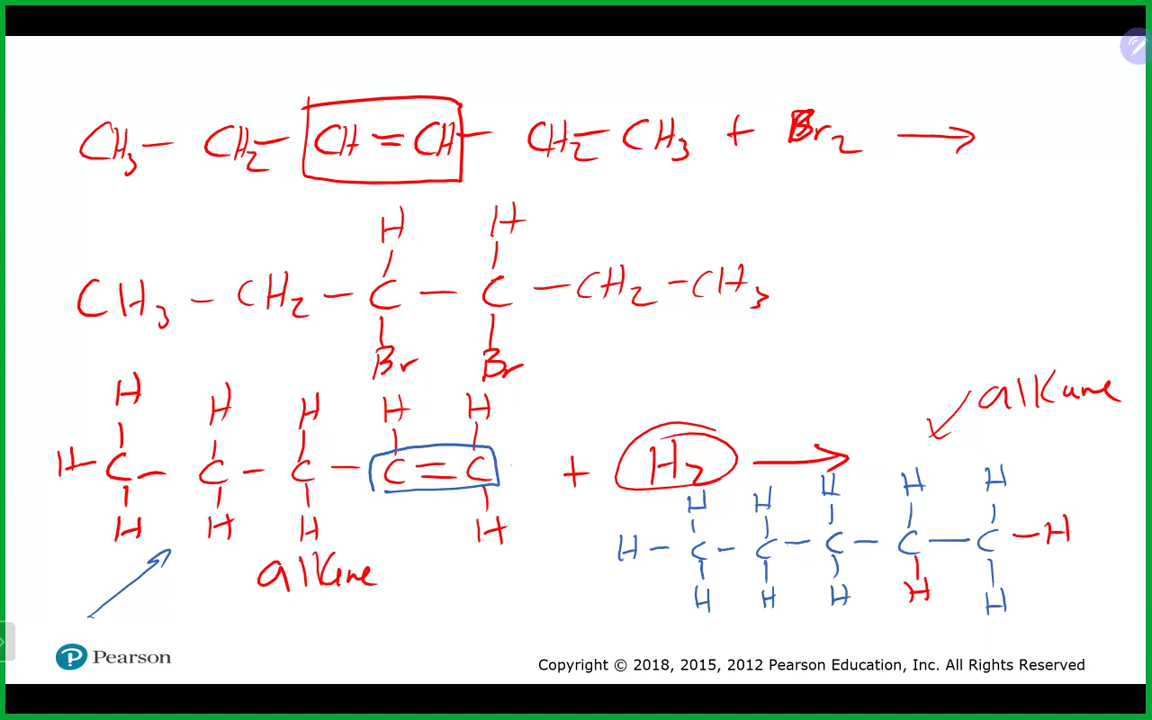 CH3 — CH2 — CH = CH — CH2 — CH3 + Br2 →
H H
CH3 — CH2 — C — C — CH2 — CH3
Br Br
H H H H H
H — C — C — C — C = C + H2 →
H H H H
alkene
alkane
H H H H H
H — C — C — C — C — C — H
H H H H H
Pearson
Copyright © 2018, 2015, 2012 Pearson Education, Inc. All Rights Reserved